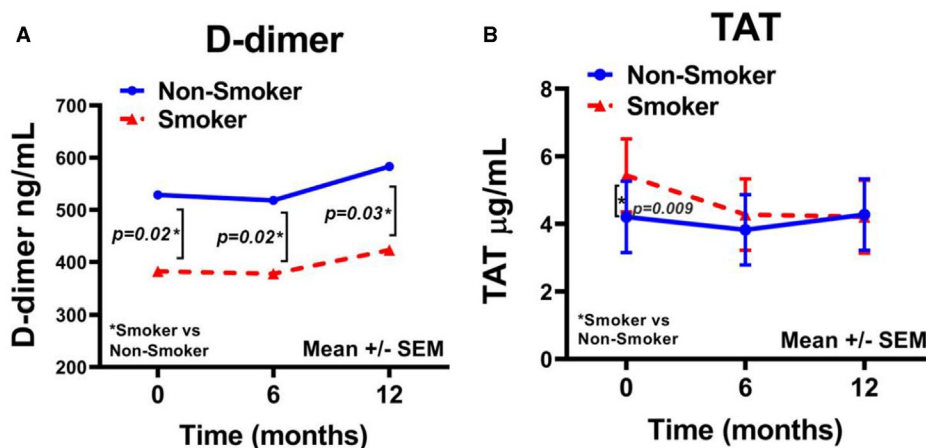 A
D-dimer
Non-Smoker
Smoker
D-dimer ng/mL
700
600
500
400
300
200
p=0.02*
p=0.02*
p=0.03*
*Smoker vs
Non-Smoker
Mean +/- SEM
0
6
12
Time (months)
B
TAT
Non-Smoker
Smoker
TAT µg/mL
8
6
4
2
0
*
p=0.009
*Smoker vs
Non-Smoker
Mean +/- SEM
0
6
12
Time (months)